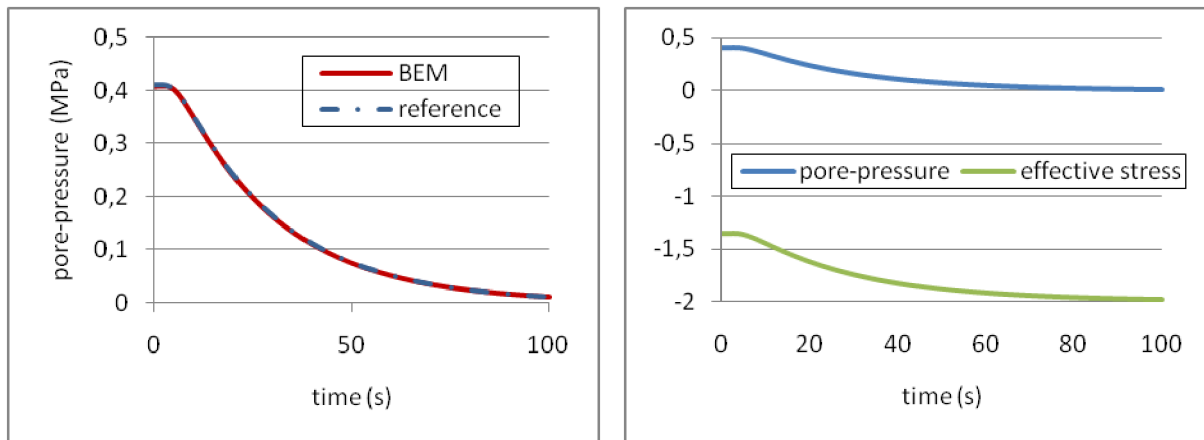 pore-pressure (MPa)
0,5
0,4
0,3
0,2
0,1
0
BEM
reference
0 50 100
time (s)
0,5
0
-0,5
-1
-1,5
-2
pore-pressure effective stress
0 20 40 60 80 100
time (s)